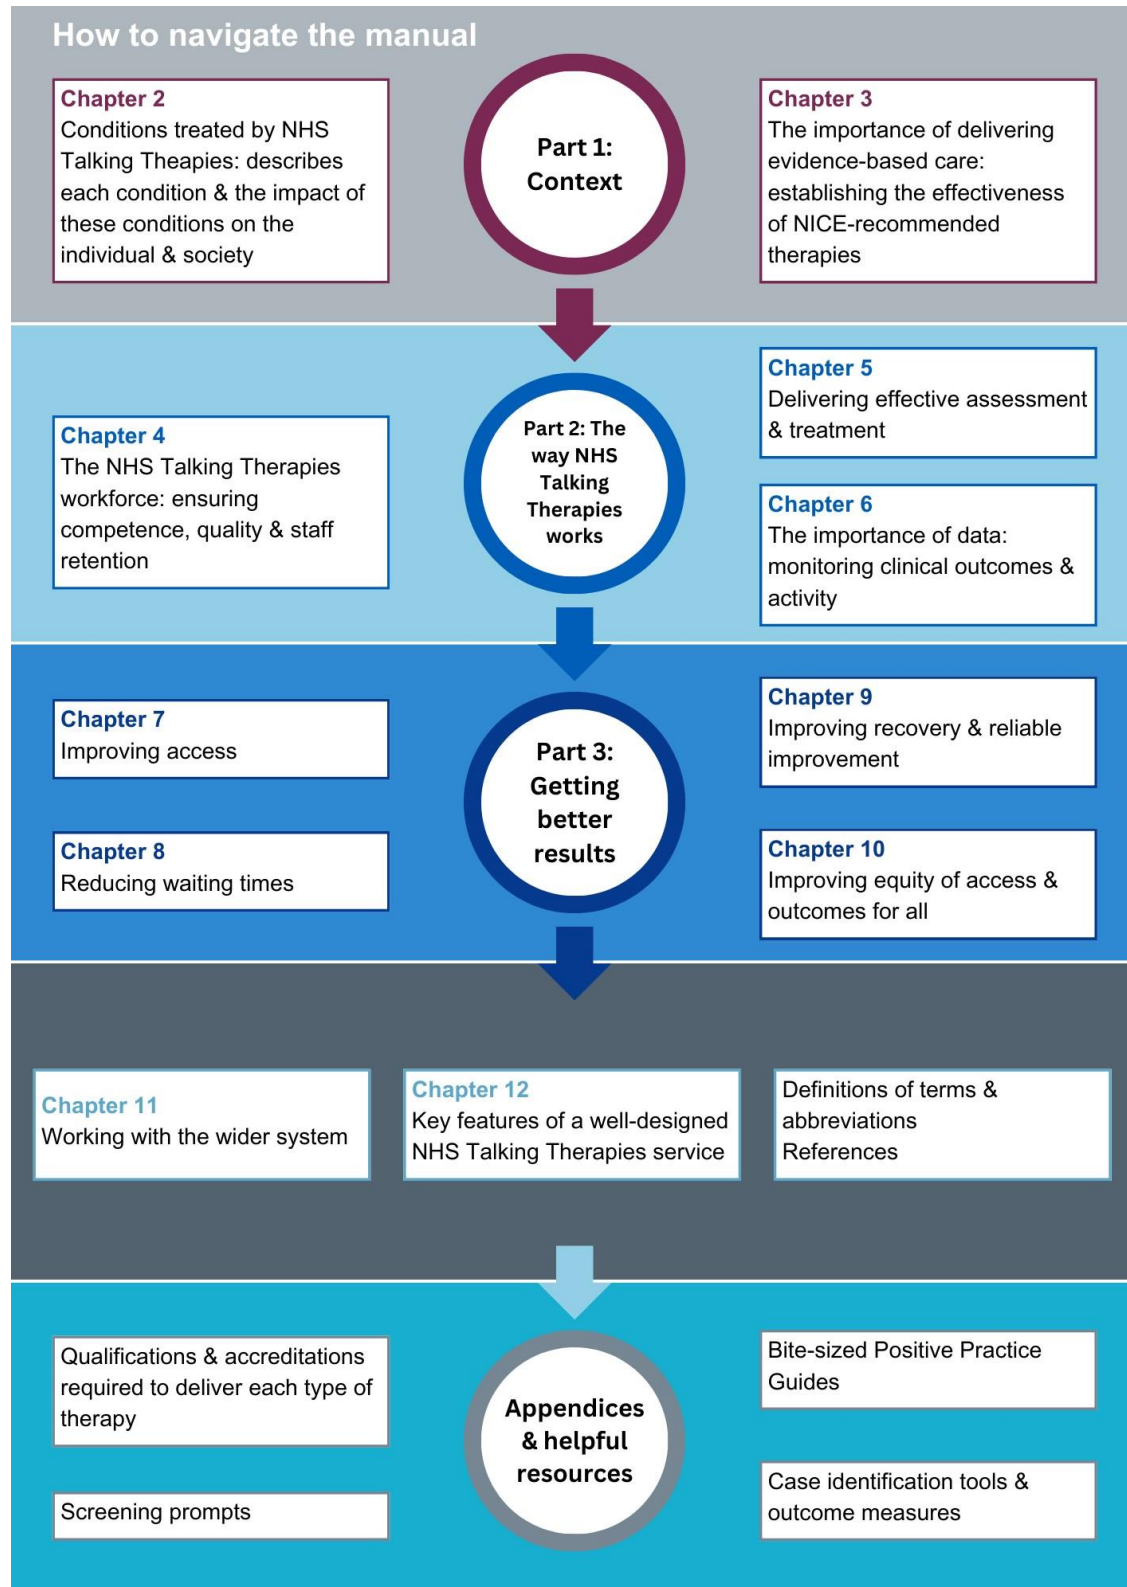 How to navigate the manual
Chapter 2
Conditions treated by NHS
Talking Theapies: describes
each condition & the impact of
these conditions on the
individual & society
Part 1:
Context
Chapter 3
The importance of delivering
evidence-based care:
establishing the effectiveness
of NICE-recommended
therapies
Chapter 4
The NHS Talking Therapies
workforce: ensuring
competence, quality & staff
retention
Part 2: The
way NHS
Talking
Therapies
works
Chapter 5
Delivering effective assessment
& treatment
Chapter 6
The importance of data:
monitoring clinical outcomes &
activity
Chapter 7
Improving access
Chapter 8
Reducing waiting times
Part 3:
Getting
better
results
Chapter 9
Improving recovery & reliable
improvement
Chapter 10
Improving equity of access &
outcomes for all
Chapter 11
Working with the wider system
Chapter 12
Key features of a well-designed
NHS Talking Therapies service
Definitions of terms &
abbreviations
References
Qualifications & accreditations
required to deliver each type of
therapy
Screening prompts
Appendices
& helpful
resources
Bite-sized Positive Practice
Guides
Case identification tools &
outcome measures